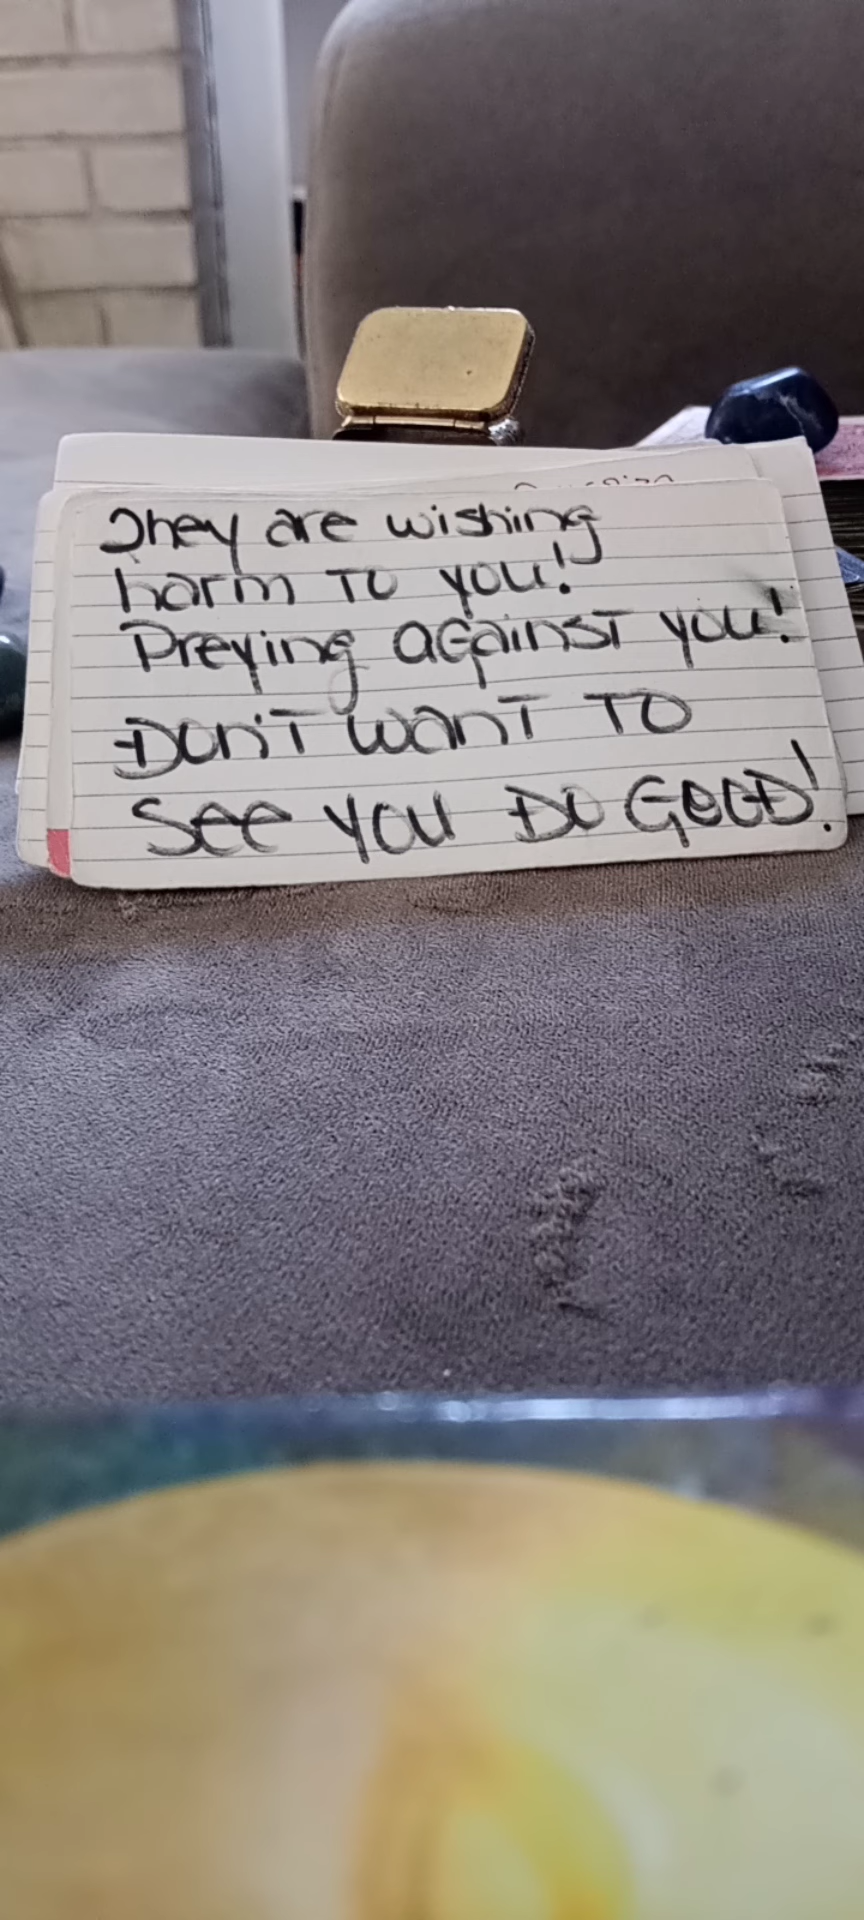 They are wishing
harm to you!
Preying against you!
Don't want to
see you do good!